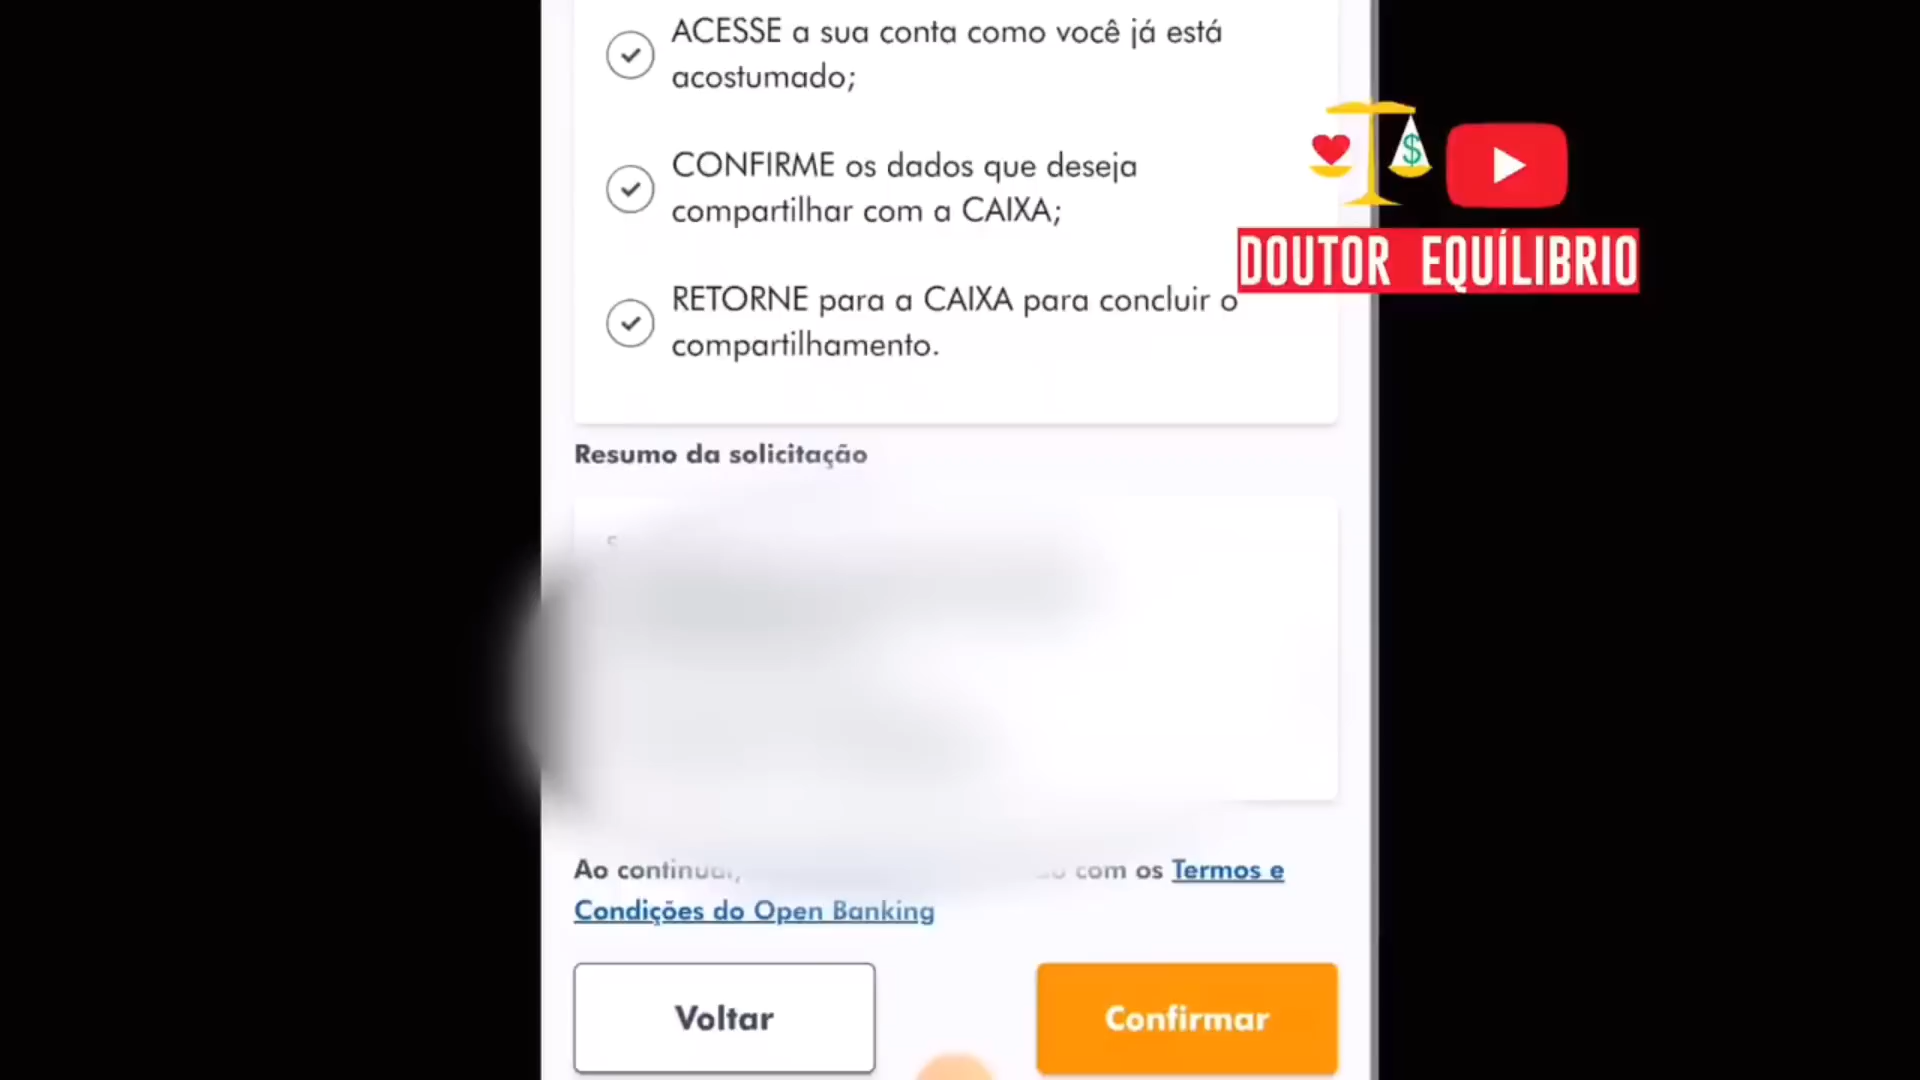 ACESSE a sua conta como você já está
acostumado;
CONFIRME os dados que deseja
compartilhar com a CAIXA;
DOUTOR EQUÍLIBRIO
RETORNE para a CAIXA para concluir o
compartilhamento.
Resumo da solicitação
Ao continuar, com os Termos e
Condições do Open Banking
Voltar
Confirmar